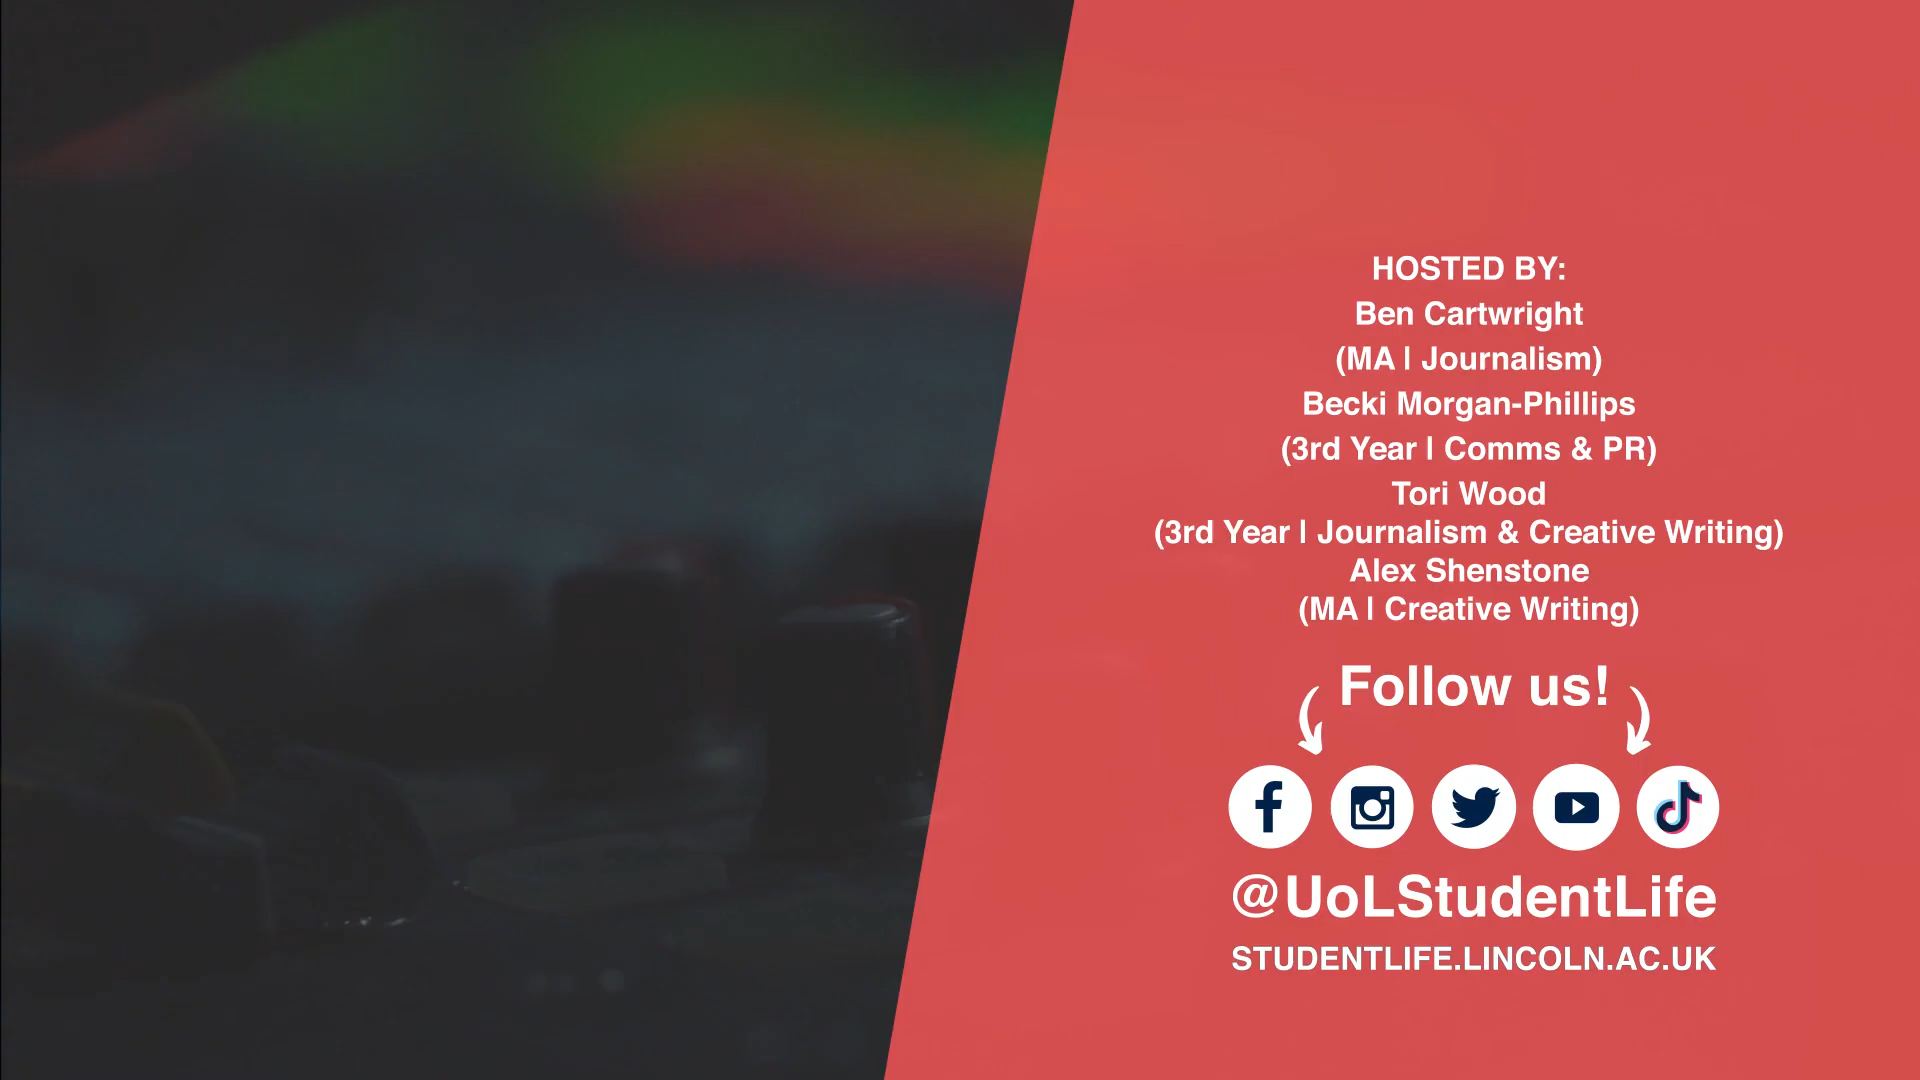 HOSTED BY:
Ben Cartwright
(MA | Journalism)
Becki Morgan-Phillips
(3rd Year | Comms & PR)
Tori Wood
(3rd Year | Journalism & Creative Writing)
Alex Shenstone
(MA | Creative Writing)
Follow us!
@UoLStudentLife
STUDENTLIFE.LINCOLN.AC.UK